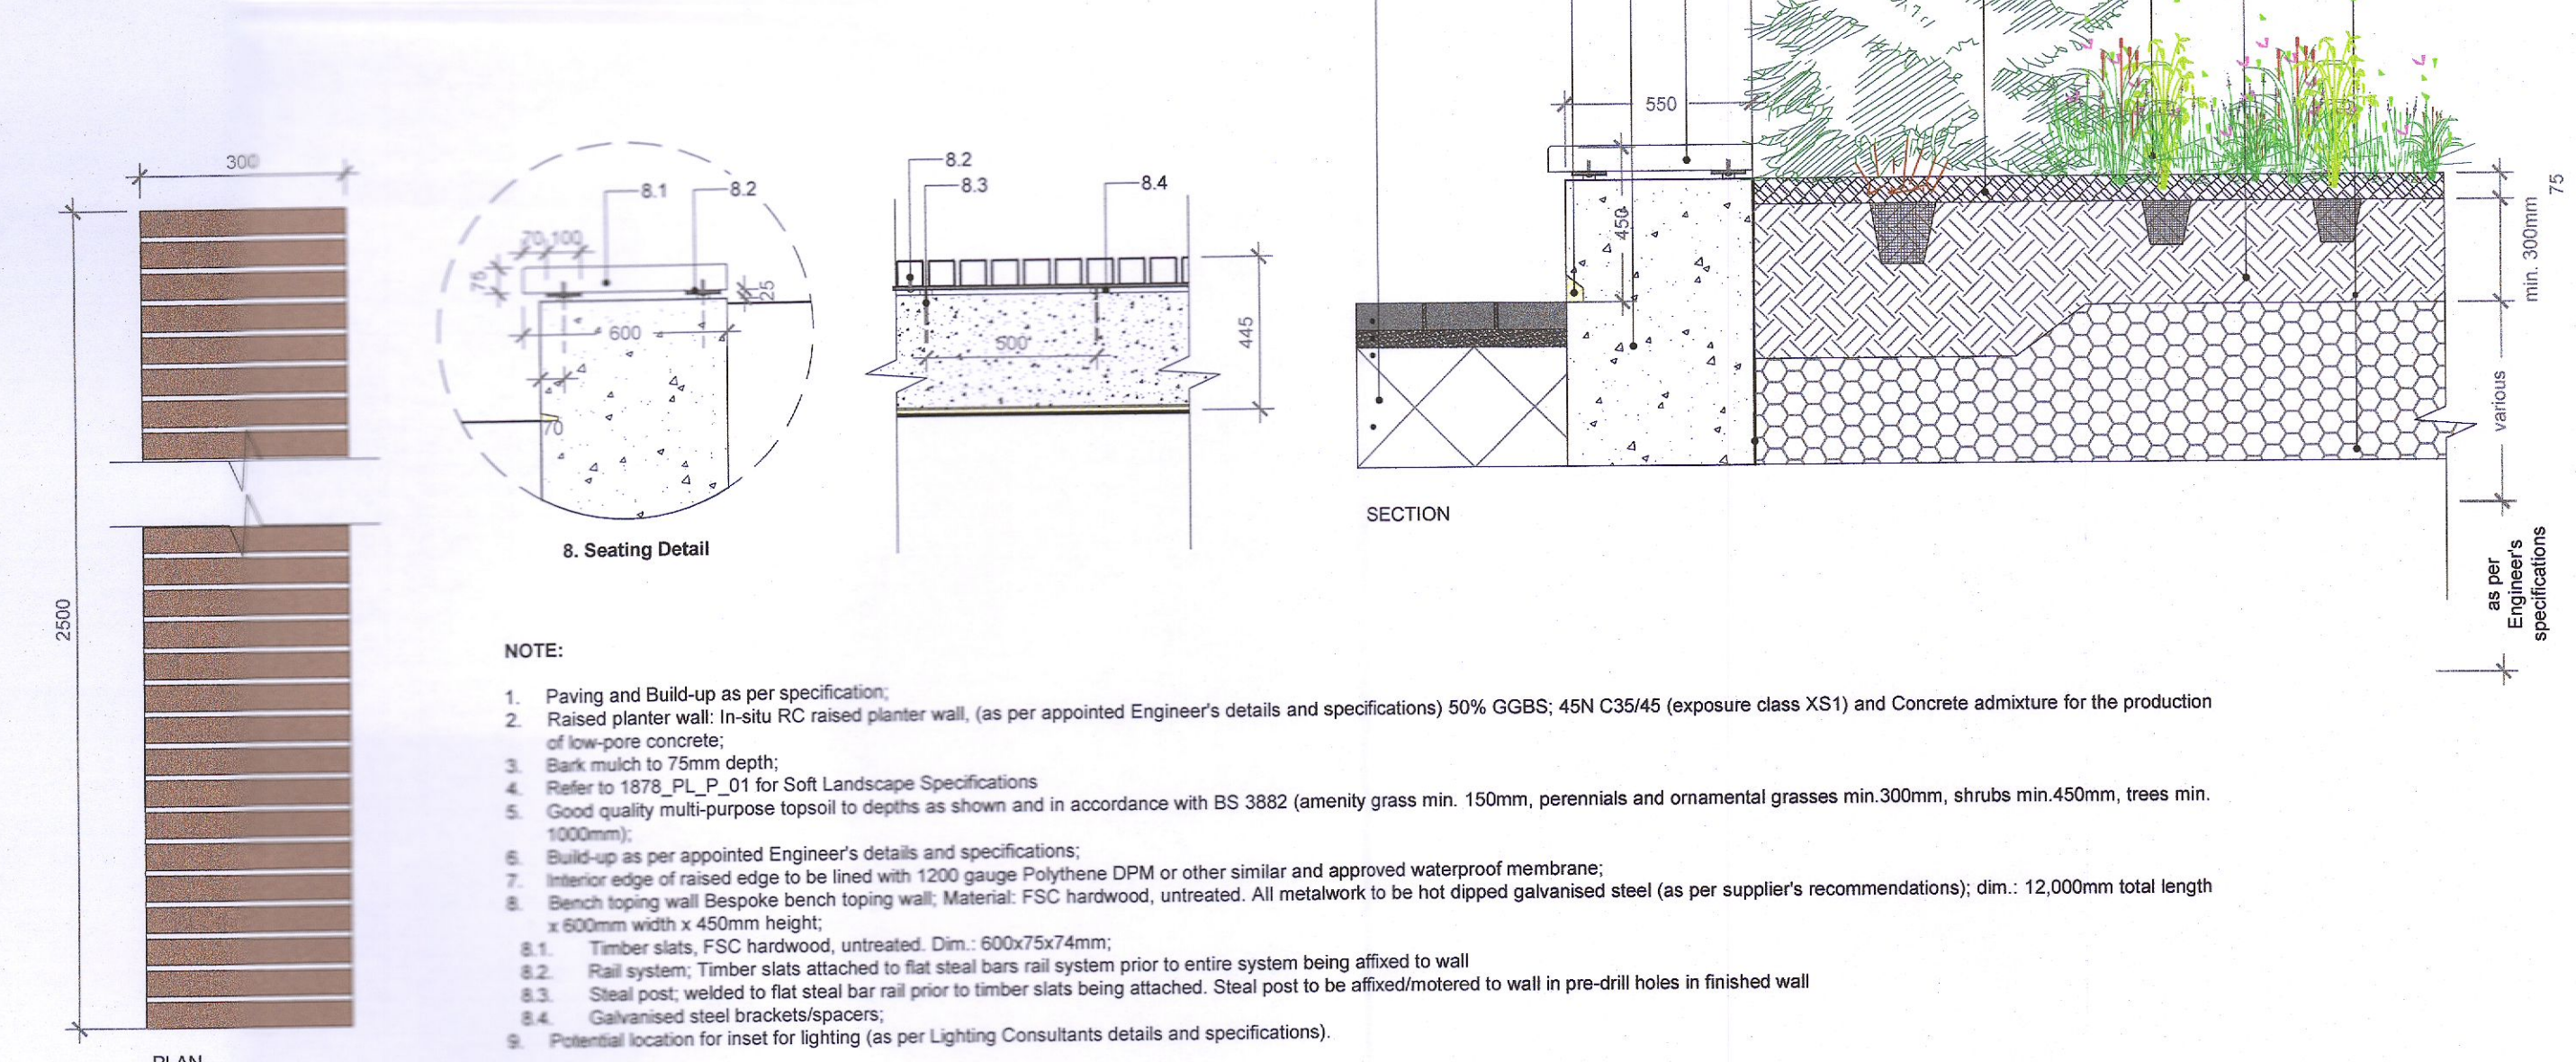 300
2500
PLAN
8.1
8.2
70
100
75
25
600
70
8. Seating Detail
8.2
8.3
8.4
500
445
550
450
SECTION
75
min. 300mm
various
as per
Engineer's
specifications
NOTE:
1. Paving and Build-up as per specification;
2. Raised planter wall: In-situ RC raised planter wall, (as per appointed Engineer's details and specifications) 50% GGBS; 45N C35/45 (exposure class XS1) and Concrete admixture for the production
of low-pore concrete;
3. Bark mulch to 75mm depth;
4. Refer to 1878_PL_P_01 for Soft Landscape Specifications
5. Good quality multi-purpose topsoil to depths as shown and in accordance with BS 3882 (amenity grass min. 150mm, perennials and ornamental grasses min.300mm, shrubs min.450mm, trees min.
1000mm);
6. Build-up as per appointed Engineer's details and specifications;
7. Interior edge of raised edge to be lined with 1200 gauge Polythene DPM or other similar and approved waterproof membrane;
8. Bench toping wall Bespoke bench toping wall; Material: FSC hardwood, untreated. All metalwork to be hot dipped galvanised steel (as per supplier's recommendations); dim.: 12,000mm total length
x 600mm width x 450mm height;
8.1. Timber slats, FSC hardwood, untreated. Dim.: 600x75x74mm;
8.2. Rail system; Timber slats attached to flat steal bars rail system prior to entire system being affixed to wall
8.3. Steal post; welded to flat steal bar rail prior to timber slats being attached. Steal post to be affixed/motered to wall in pre-drill holes in finished wall
8.4. Galvanised steel brackets/spacers;
9. Potential location for inset for lighting (as per Lighting Consultants details and specifications).